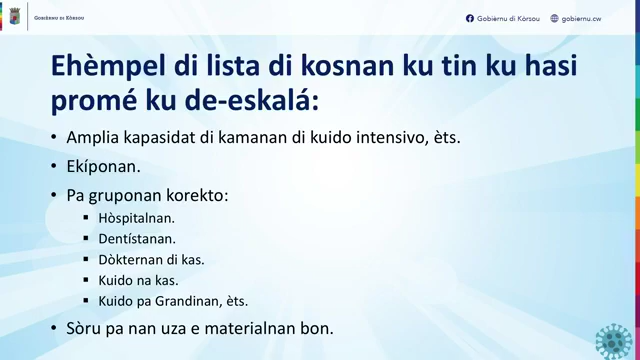 GOBIÈRNU DI KÒRSOU
Gobièrnu di Kòrsou
gobiernu.cw
Ehèmpel di lista di kosnan ku tin ku hasi
promé ku de-eskalá:
• Amplia kapasidat di kamanan di kuido intensivo, èts.
• Ekíponan.
• Pa gruponan korekto:
▪ Hòspitalnan.
▪ Dentístanan.
▪ Dòkternan di kas.
▪ Kuido na kas.
▪ Kuido pa Grandinan, èts.
• Sòru pa nan uza e materialnan bon.